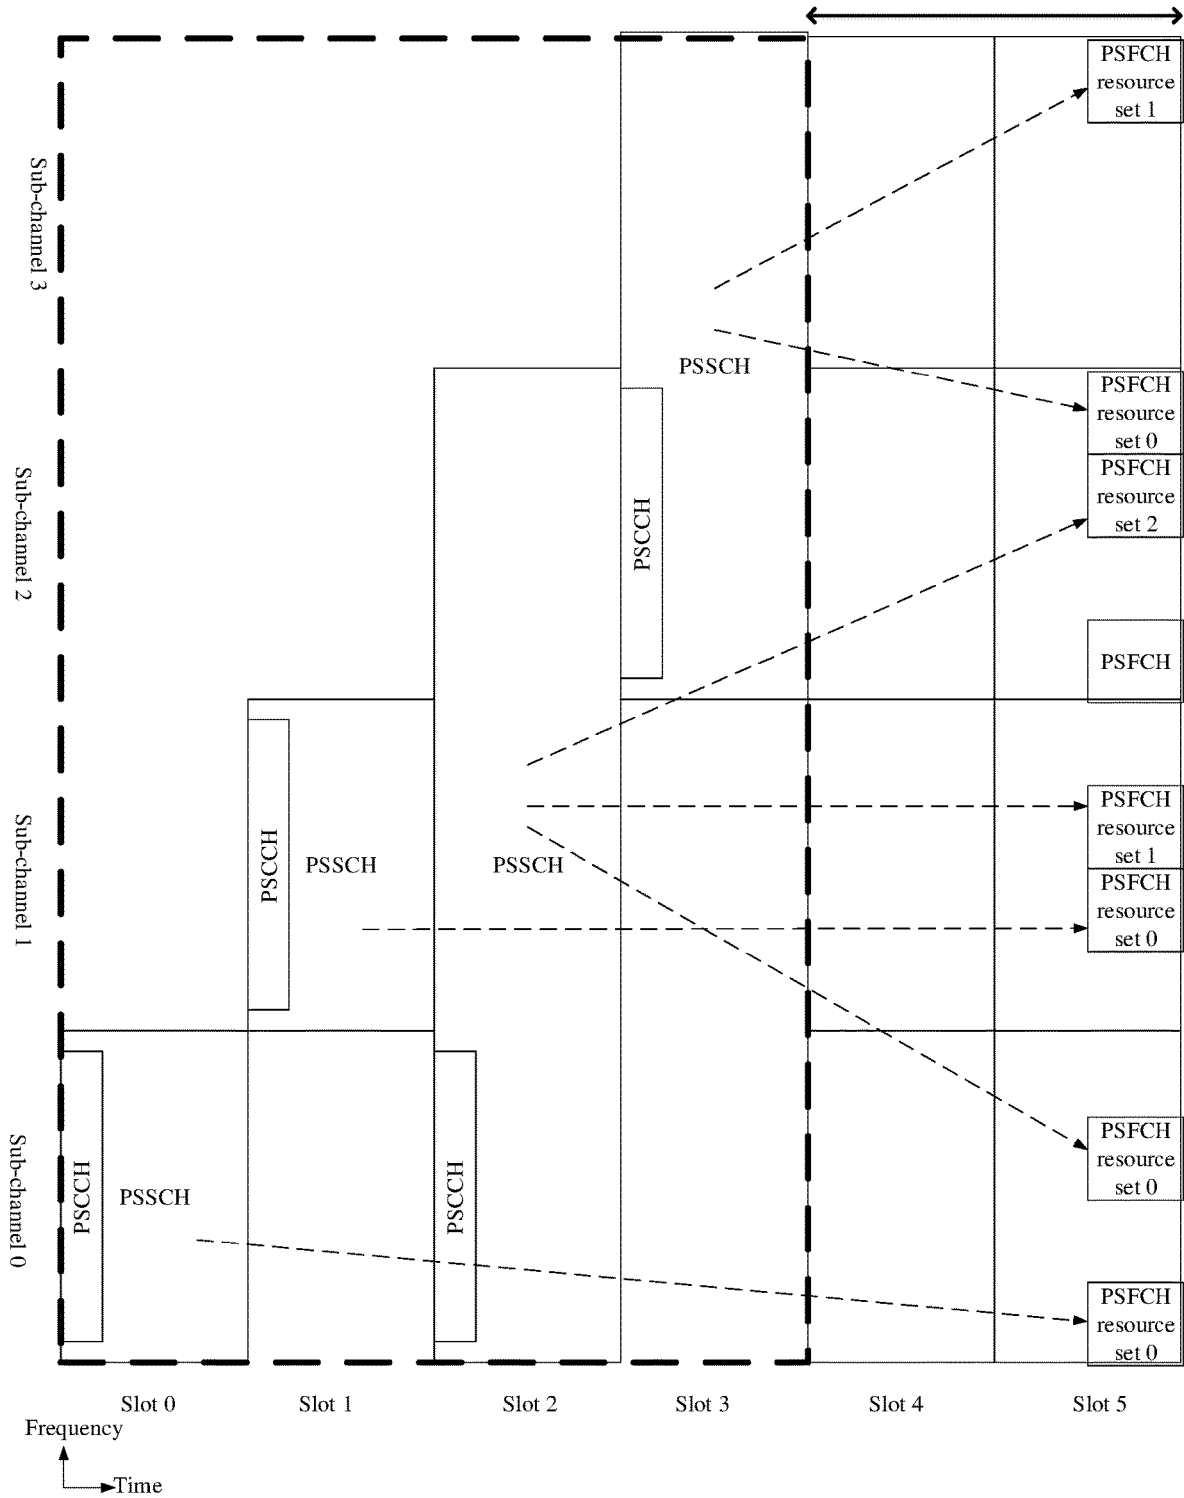 PSFCH
resource
set 1
Sub-channel 3
PSSCH
PSFCH
resource
set 0
PSFCH
resource
set 2
Sub-channel 2
PSCCH
PSFCH
PSFCH
resource
set 1
Sub-channel 1
PSCCH
PSSCH
PSSCH
PSFCH
resource
set 0
PSFCH
resource
set 0
Sub-channel 0
PSCCH
PSSCH
PSCCH
PSFCH
resource
set 0
Slot 0
Slot 1
Slot 2
Slot 3
Slot 4
Slot 5
Frequency
Time